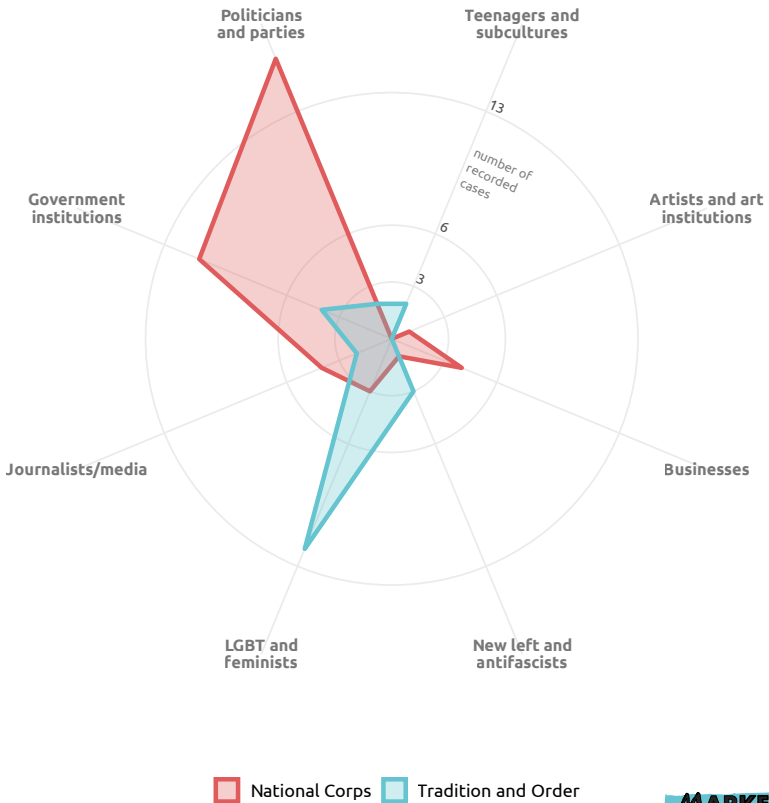 Politicians
and parties
Teenagers and
subcultures
13
number of
recorded
cases
Government
institutions
Artists and art
institutions
6
3
Journalists/media
Businesses
LGBT and
feminists
New left and
antifascists
National Corps
Tradition and Order